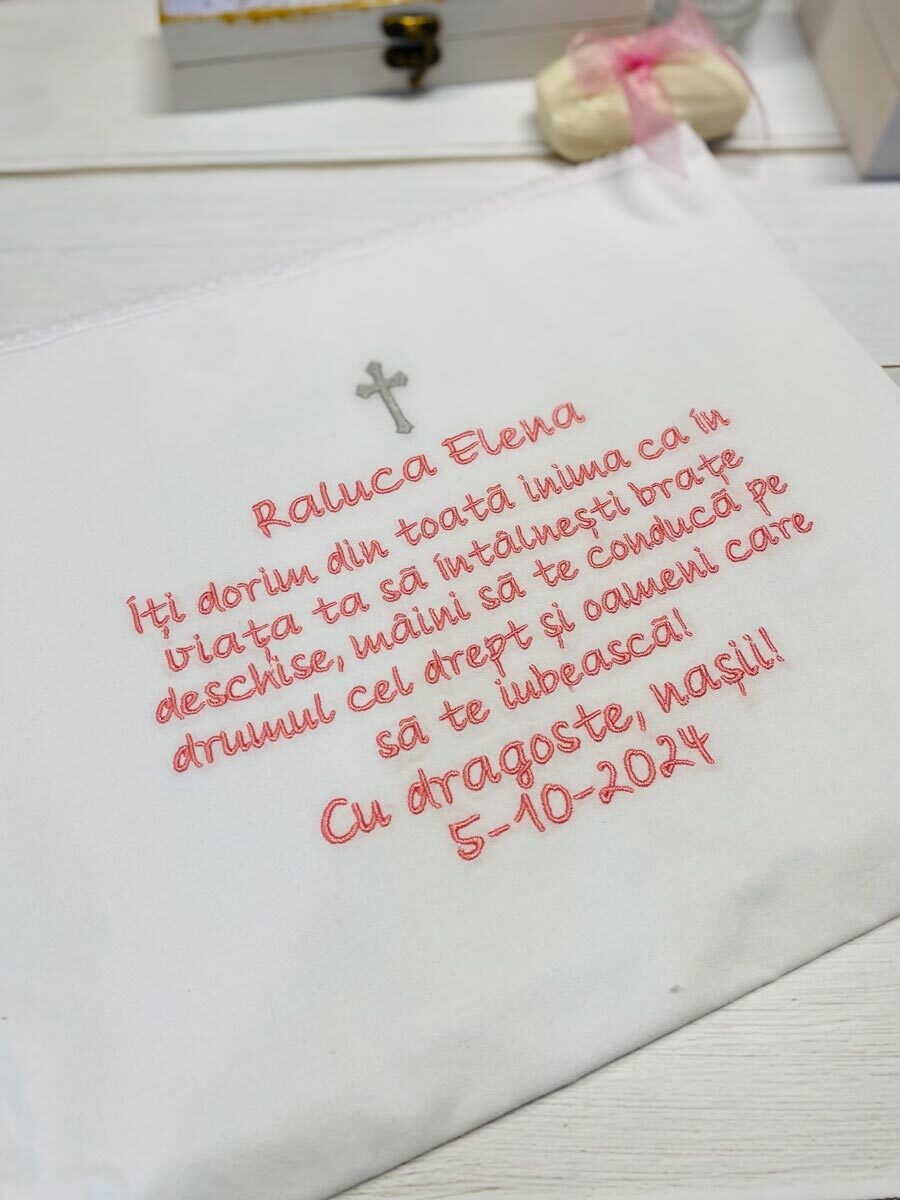 Raluca Elena
Îți dorim din toată inima ca în
viața ta să întâlnești brațe
deschise, mâini să te conducă pe
drumul cel drept și oameni care
să te iubească!
Cu dragoste, nașii!
5-10-2024